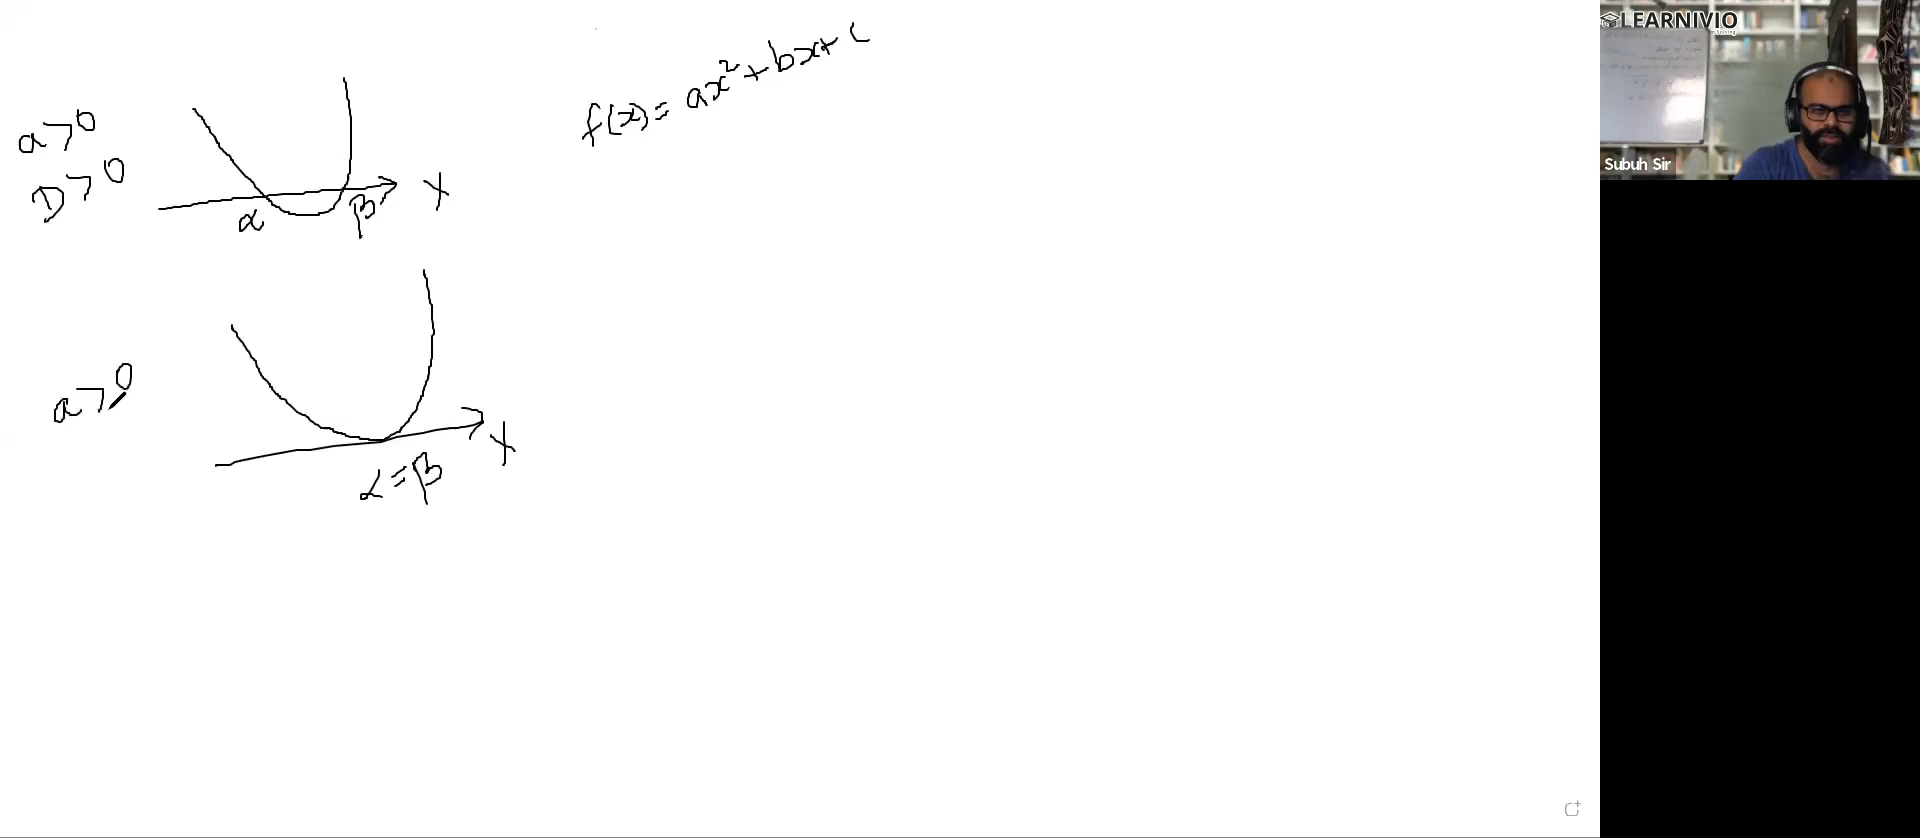 f(x) = ax² + bx + c
a > 0
D > 0
α
β
X
a > 0
X
α = β
LEARNIVIO
Subuh Sir